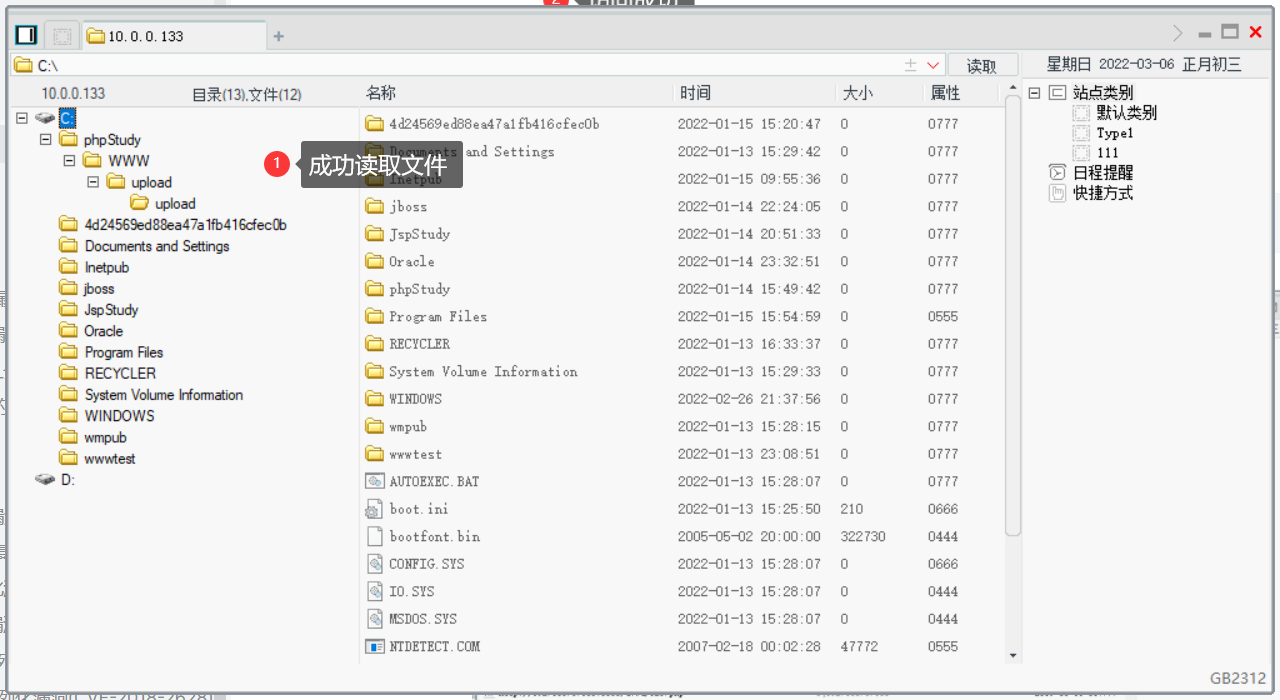 10.0.0.133
C:\
读取
星期日 2022-03-06 正月初三
10.0.0.133
目录(13),文件(12)
名称 时间 大小 属性
C:
phpStudy
WWW
upload
upload
4d24569ed88ea47a1fb416cfec0b
Documents and Settings
Inetpub
jboss
JspStudy
Oracle
Program Files
RECYCLER
System Volume Information
WINDOWS
wmpub
wwwtest
D:
1
成功读取文件
4d24569ed88ea47a1fb416cfec0b 2022-01-15 15:20:47 0 0777
Documents and Settings 2022-01-13 15:29:42 0 0777
Inetpub 2022-01-15 09:55:36 0 0777
jboss 2022-01-14 22:24:05 0 0777
JspStudy 2022-01-14 20:51:33 0 0777
Oracle 2022-01-14 23:32:51 0 0777
phpStudy 2022-01-14 15:49:42 0 0777
Program Files 2022-01-15 15:54:59 0 0555
RECYCLER 2022-01-13 16:33:37 0 0777
System Volume Information 2022-01-13 15:29:33 0 0777
WINDOWS 2022-02-26 21:37:56 0 0777
wmpub 2022-01-13 15:28:15 0 0777
wwwtest 2022-01-13 23:08:51 0 0777
AUTOEXEC.BAT 2022-01-13 15:28:07 0 0777
boot.ini 2022-01-13 15:25:50 210 0666
bootfont.bin 2005-05-02 20:00:00 322730 0444
CONFIG.SYS 2022-01-13 15:28:07 0 0666
IO.SYS 2022-01-13 15:28:07 0 0444
MSDOS.SYS 2022-01-13 15:28:07 0 0444
NTDETECT.COM 2007-02-18 00:02:28 47772 0555
站点类别
默认类别
Type1
111
日程提醒
快捷方式
GB2312